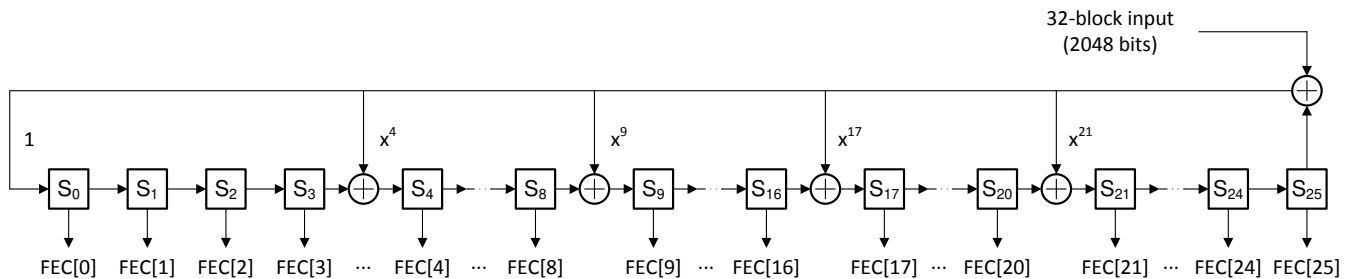 32-block input
(2048 bits)
1 x⁴ x⁹ x¹⁷ x²¹
S₀ S₁ S₂ S₃ S₄ S₈ S₉ S₁₆ S₁₇ S₂₀ S₂₁ S₂₄ S₂₅
FEC[0] FEC[1] FEC[2] FEC[3] ... FEC[4] ... FEC[8] FEC[9] ... FEC[16] FEC[17] ... FEC[20] FEC[21] ... FEC[24] FEC[25]